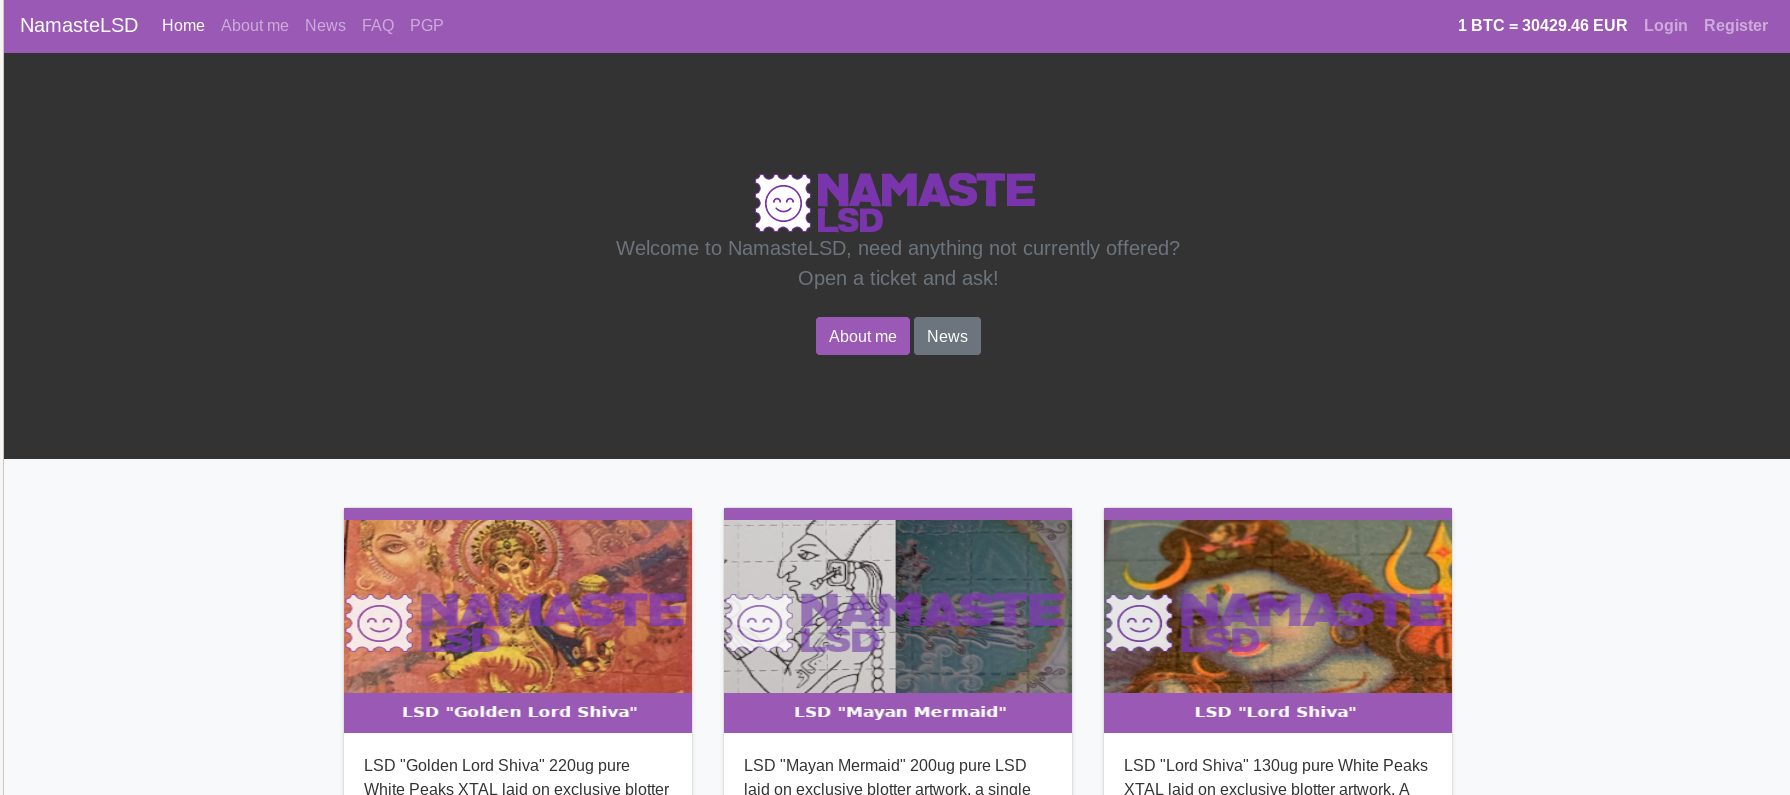 NamasteLSD Home About me News FAQ PGP 1 BTC = 30429.46 EUR Login Register
NAMASTE
LSD
Welcome to NamasteLSD, need anything not currently offered?
Open a ticket and ask!
About me News
NAMASTE
LSD
LSD "Golden Lord Shiva"
LSD "Golden Lord Shiva" 220ug pure
White Peaks XTAL laid on exclusive blotter
NAMASTE
LSD
LSD "Mayan Mermaid"
LSD "Mayan Mermaid" 200ug pure LSD
laid on exclusive blotter artwork, a single
NAMASTE
LSD
LSD "Lord Shiva"
LSD "Lord Shiva" 130ug pure White Peaks
XTAL laid on exclusive blotter artwork. A